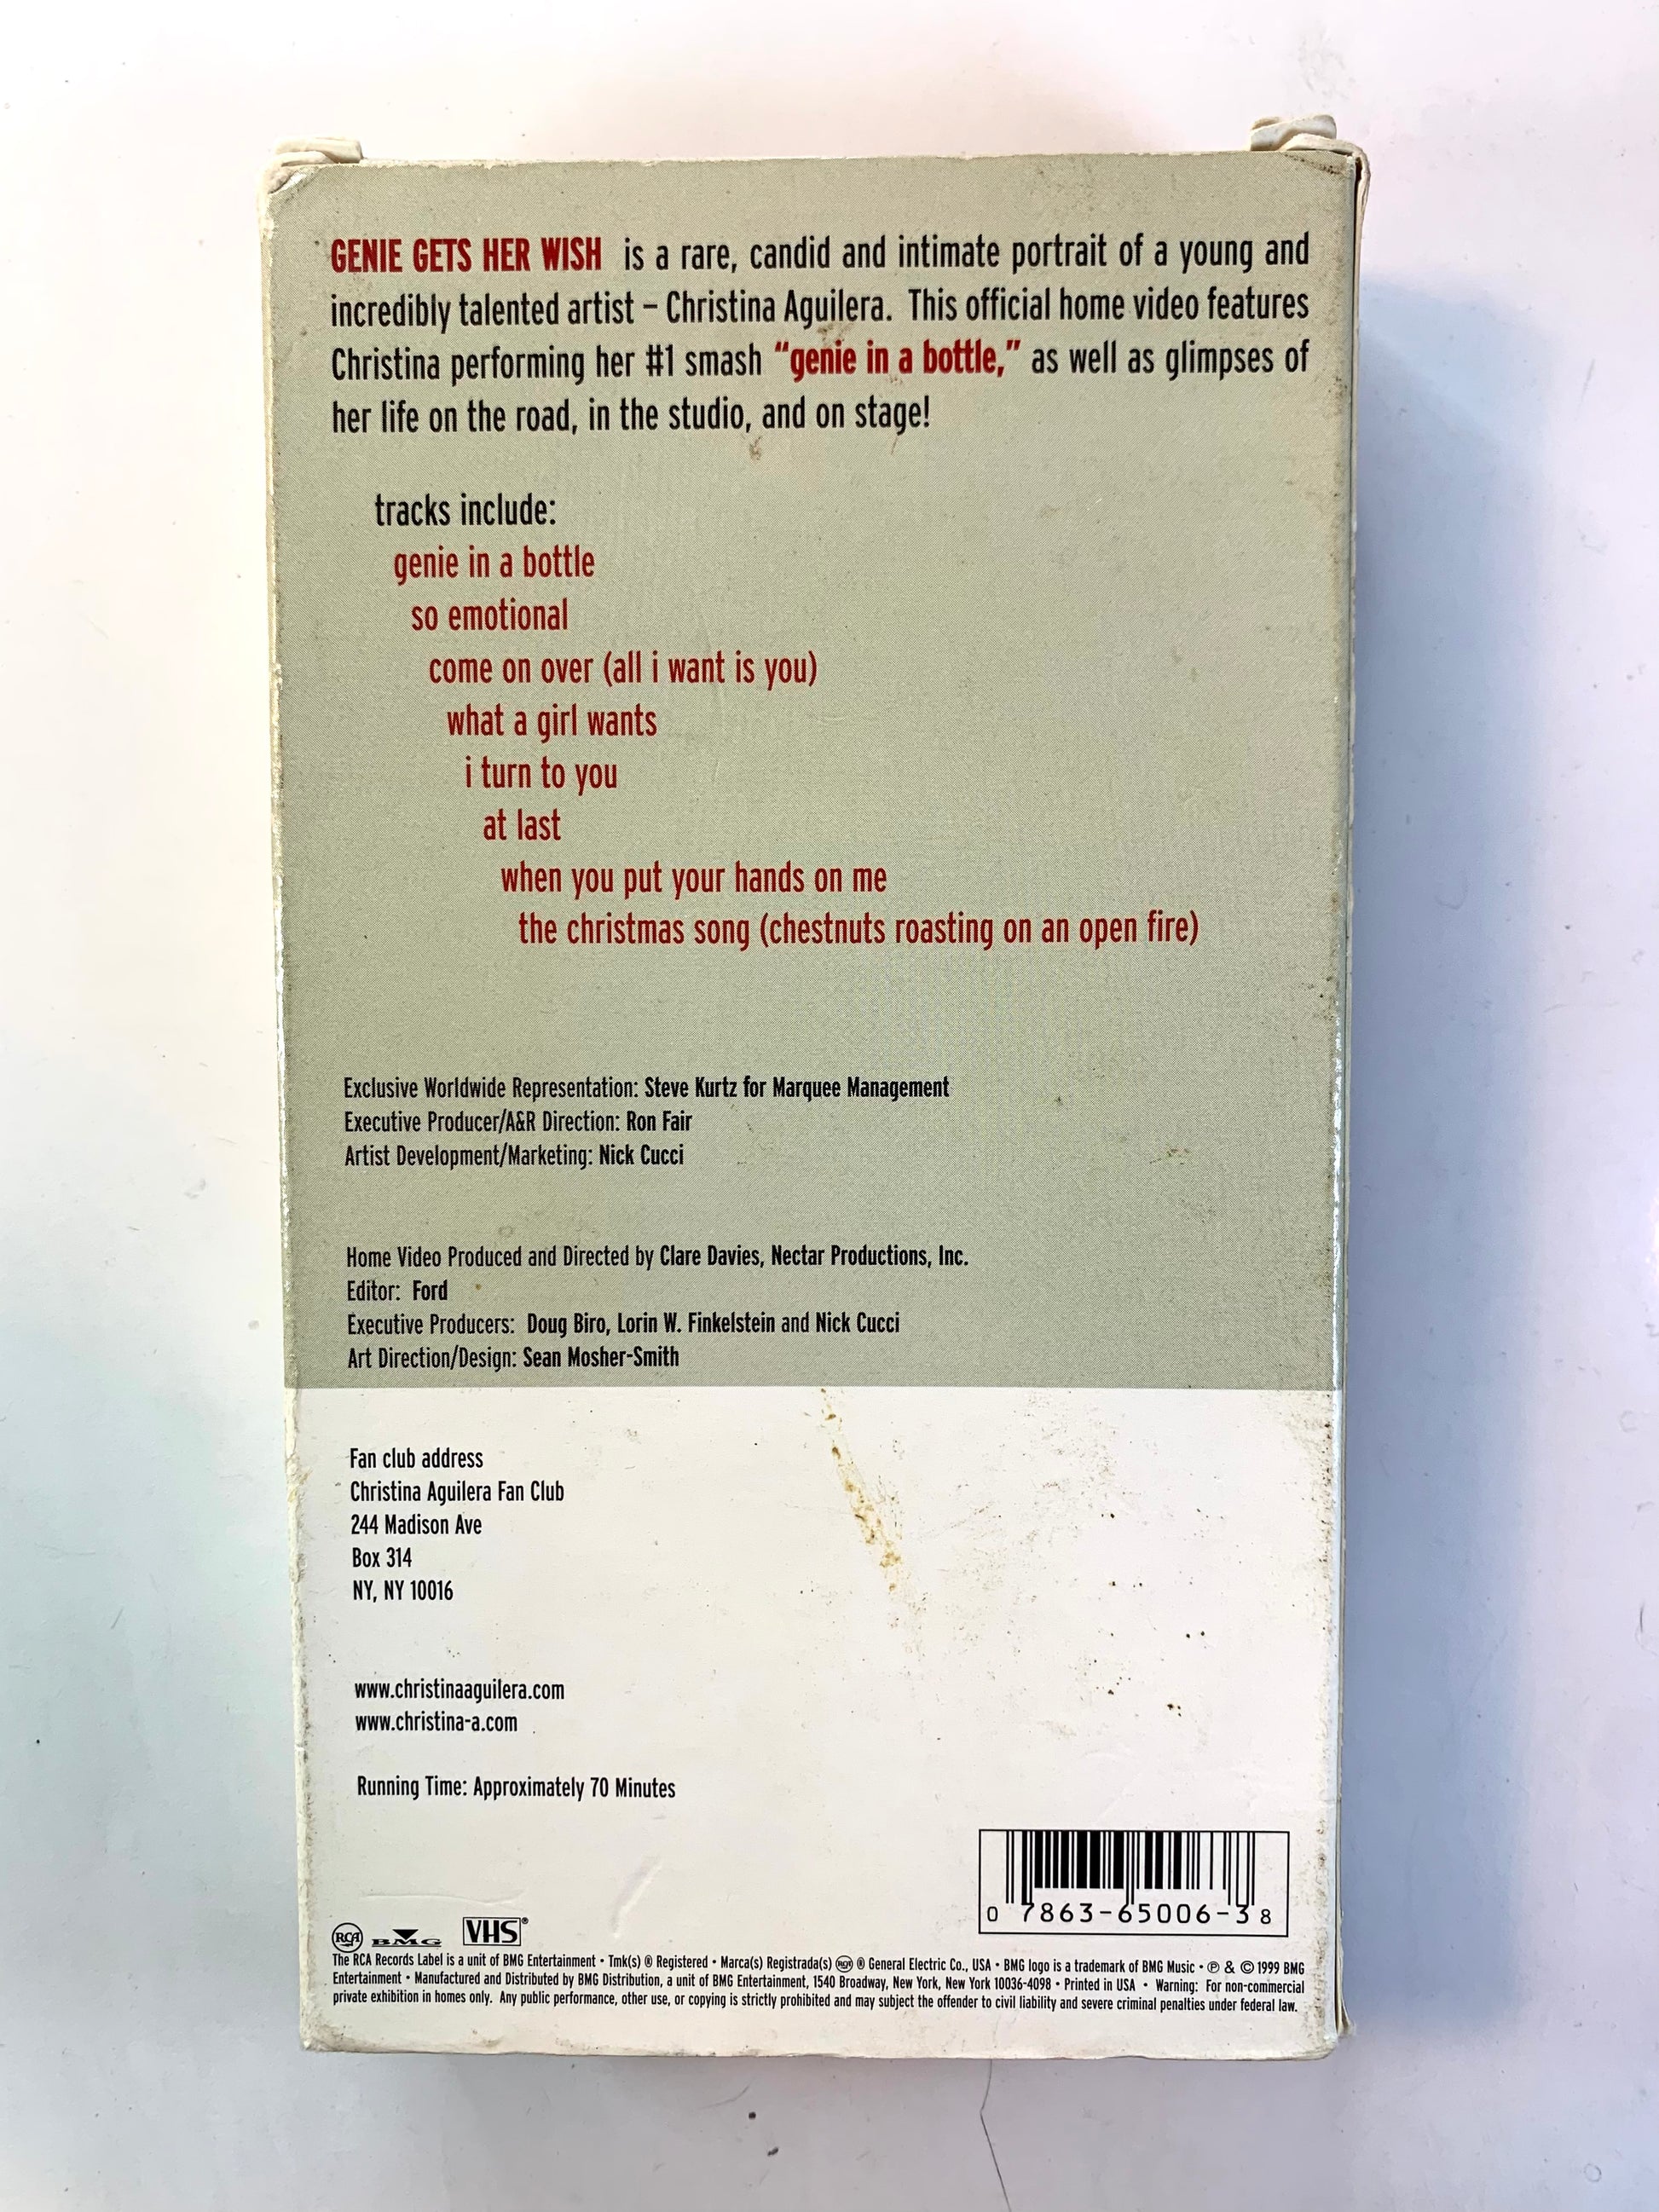 GENIE GETS HER WISH is a rare, candid and intimate portrait of a young and
incredibly talented artist – Christina Aguilera. This official home video features
Christina performing her #1 smash “genie in a bottle,” as well as glimpses of
her life on the road, in the studio, and on stage!
tracks include:
genie in a bottle
so emotional
come on over (all i want is you)
what a girl wants
i turn to you
at last
when you put your hands on me
the christmas song (chestnuts roasting on an open fire)
Exclusive Worldwide Representation: Steve Kurtz for Marquee Management
Executive Producer/A&R Direction: Ron Fair
Artist Development/Marketing: Nick Cucci
Home Video Produced and Directed by Clare Davies, Nectar Productions, Inc.
Editor: Ford
Executive Producers: Doug Biro, Lorin W. Finkelstein and Nick Cucci
Art Direction/Design: Sean Mosher-Smith
Fan club address
Christina Aguilera Fan Club
244 Madison Ave
Box 314
NY, NY 10016
www.christinaaguilera.com
www.christina-a.com
Running Time: Approximately 70 Minutes
0 7863-65006-3 8
RCA BMG VHS®
The RCA Records Label is a unit of BMG Entertainment • Tmk(s) ® Registered • Marca(s) Registrada(s) RCA ® General Electric Co., USA • BMG logo is a trademark of BMG Music • ℗ & © 1999 BMG
Entertainment • Manufactured and Distributed by BMG Distribution, a unit of BMG Entertainment, 1540 Broadway, New York, New York 10036-4098 • Printed in USA • Warning: For non-commercial
private exhibition in homes only. Any public performance, other use, or copying is strictly prohibited and may subject the offender to civil liability and severe criminal penalties under federal law.